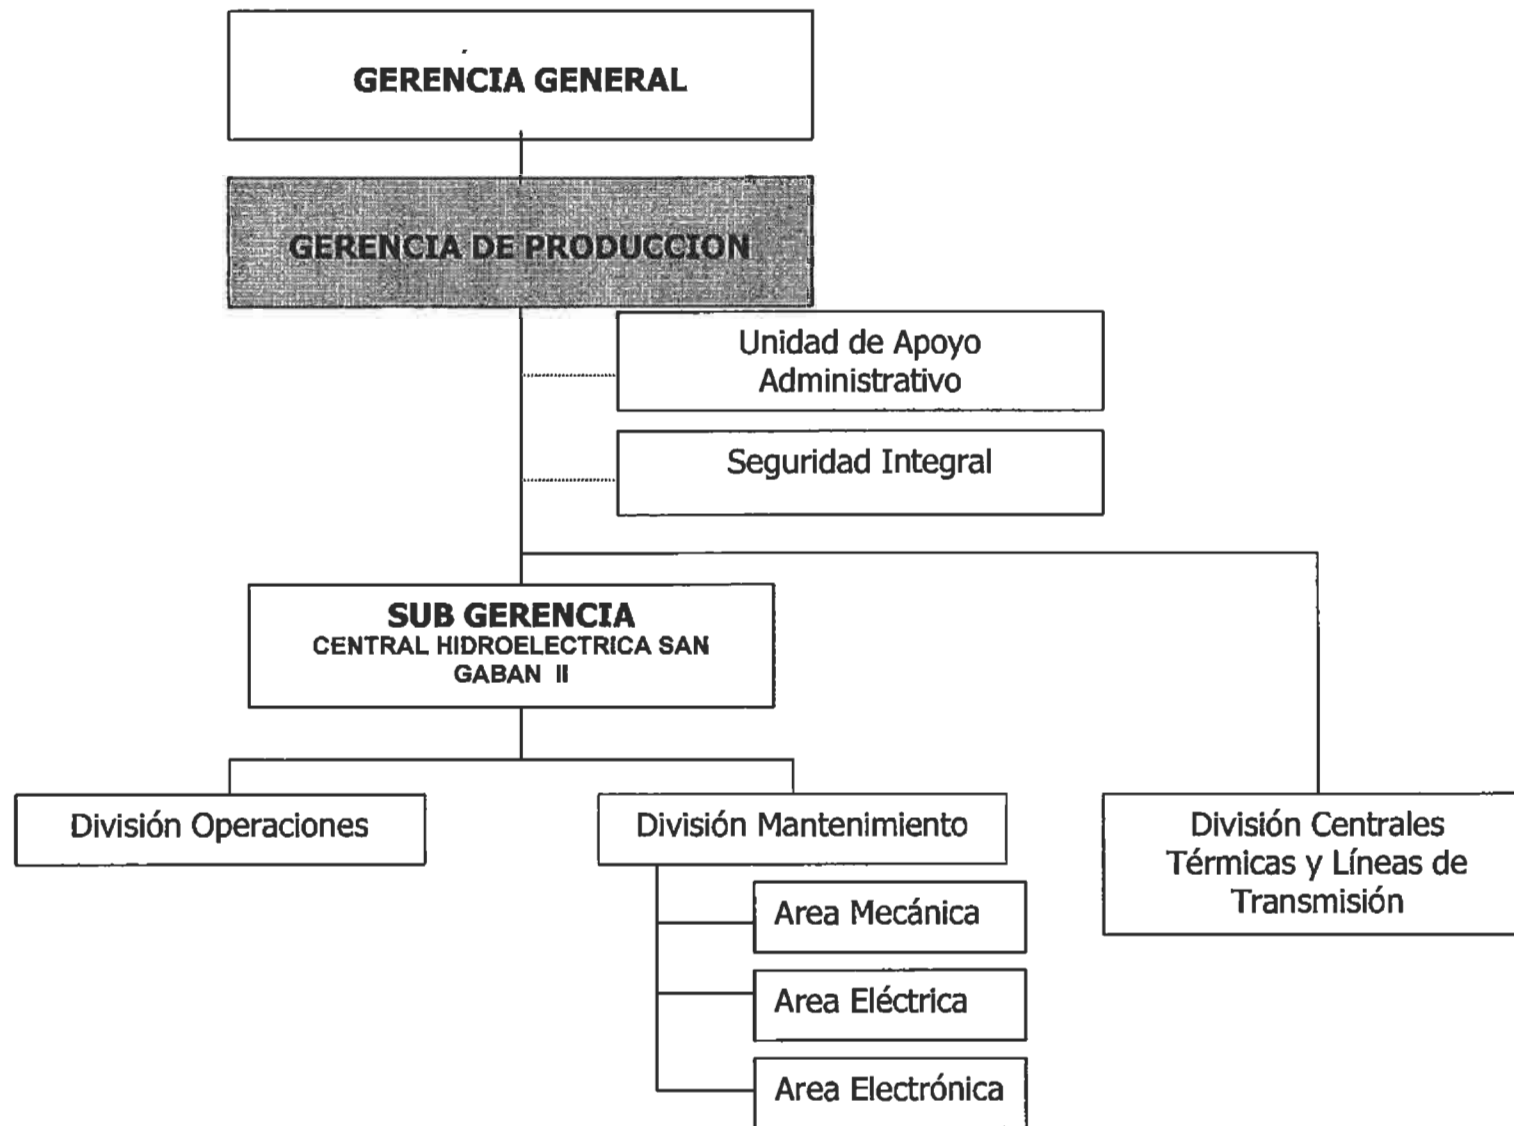 GERENCIA GENERAL
GERENCIA DE PRODUCCION
Unidad de Apoyo
Administrativo
Seguridad Integral
SUB GERENCIA
CENTRAL HIDROELECTRICA SAN
GABAN II
División Operaciones
División Mantenimiento
División Centrales
Térmicas y Líneas de
Transmisión
Area Mecánica
Area Eléctrica
Area Electrónica